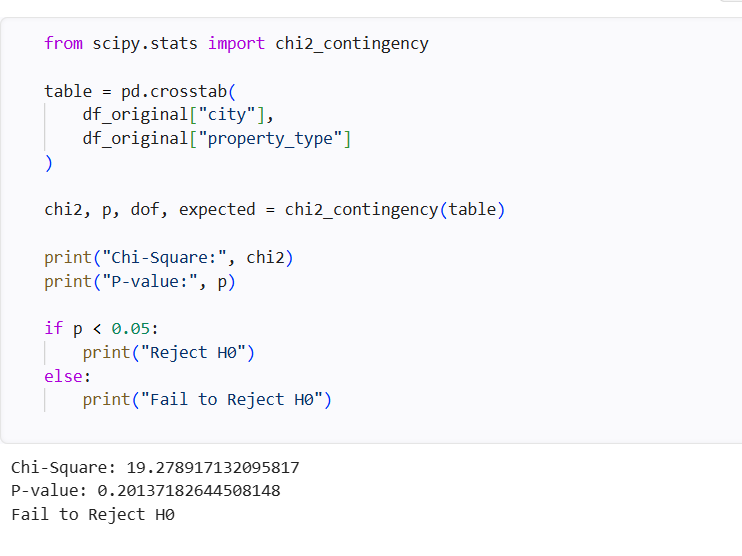 from scipy.stats import chi2_contingency
table = pd.crosstab(
df_original["city"],
df_original["property_type"]
)
chi2, p, dof, expected = chi2_contingency(table)
print("Chi-Square:", chi2)
print("P-value:", p)
if p < 0.05:
print("Reject H0")
else:
print("Fail to Reject H0")
Chi-Square: 19.278917132095817
P-value: 0.20137182644508148
Fail to Reject H0